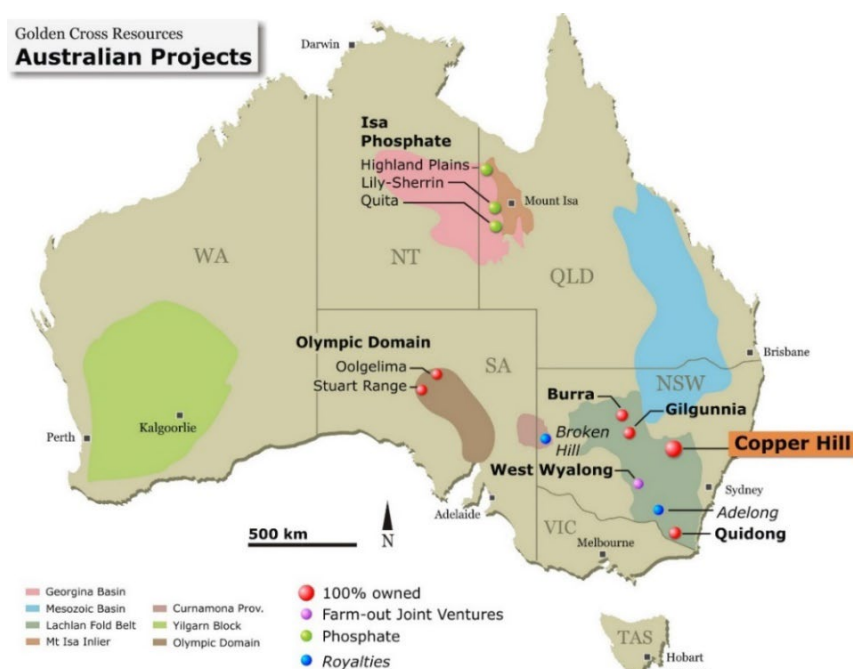 Golden Cross Resources
Australian Projects
Darwin
Isa
Phosphate
Highland Plains
Lily-Sherrin
Quita
Mount Isa
WA
NT
QLD
Olympic Domain
Oolgelima
Stuart Range
SA
Brisbane
NSW
Burra
Gilgunnia
Kalgoorlie
Perth
Broken
Hill
Copper Hill
West Wyalong
Sydney
Adelaide
Adelong
500 km
N
VIC
Quidong
Melbourne
Georgina Basin
Mesozoic Basin
Lachlan Fold Belt
Mt Isa Inlier
Curnamona Prov.
Yilgarn Block
Olympic Domain
100% owned
Farm-out Joint Ventures
Phosphate
Royalties
TAS
Hobart